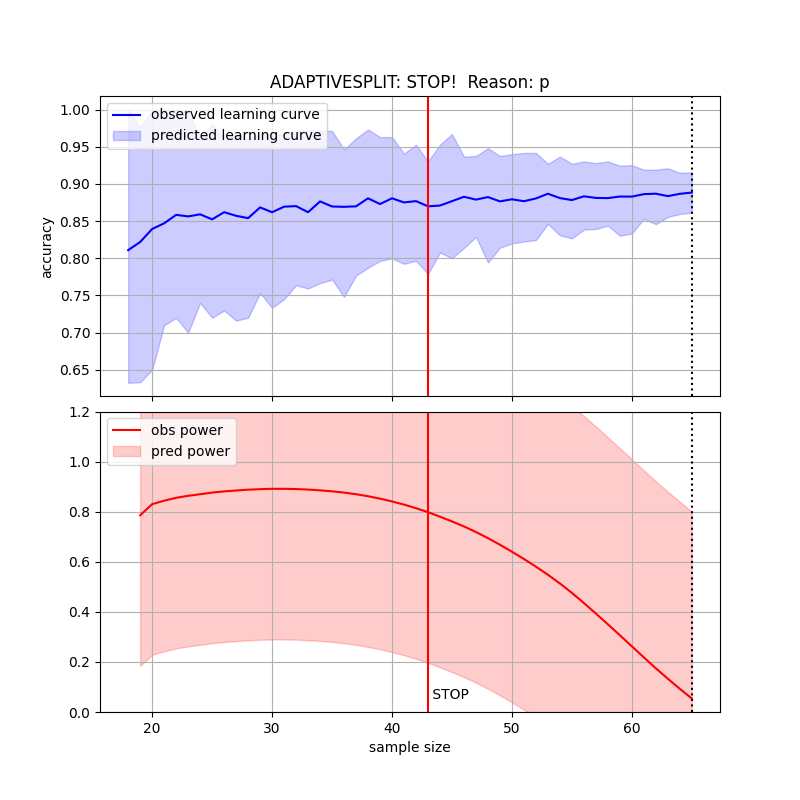 ADAPTIVESPLIT: STOP!  Reason: p
observed learning curve
predicted learning curve
1.00
0.95
0.90
0.85
0.80
0.75
0.70
0.65
accuracy
obs power
pred power
1.2
1.0
0.8
0.6
0.4
0.2
0.0
STOP
20 30 40 50 60
sample size